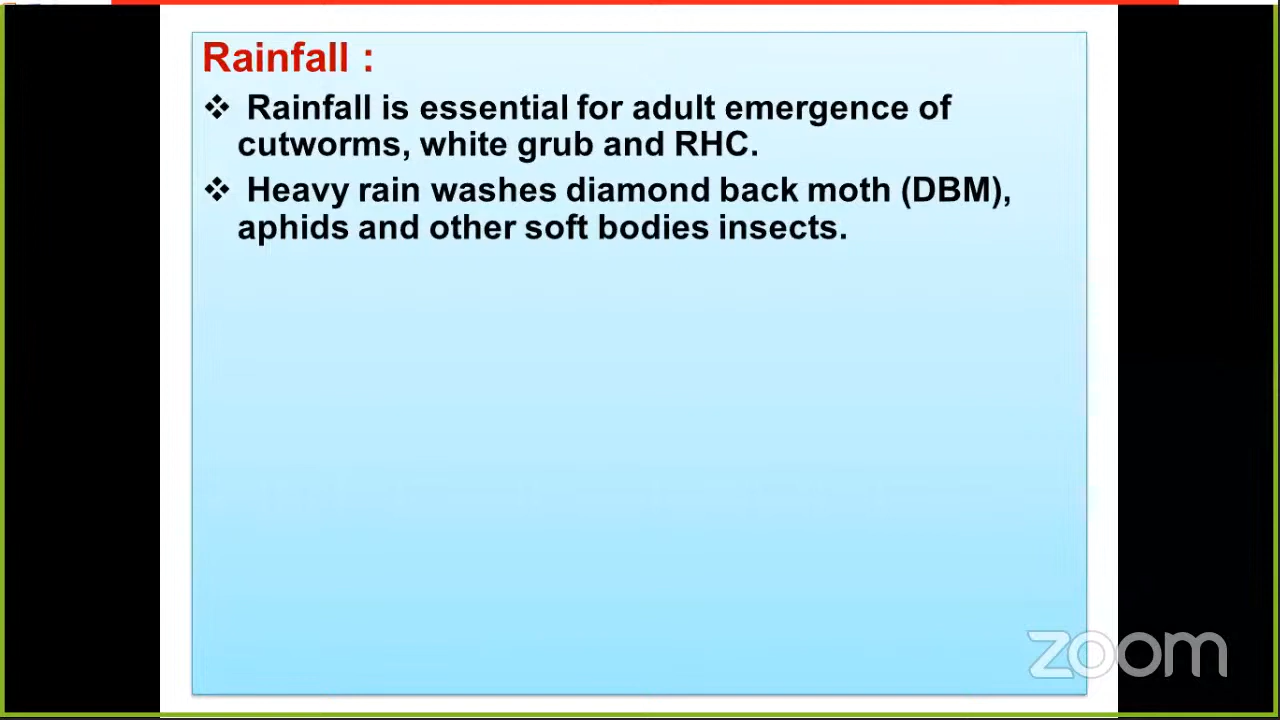 Rainfall :
❖ Rainfall is essential for adult emergence of
cutworms, white grub and RHC.
❖ Heavy rain washes diamond back moth (DBM),
aphids and other soft bodies insects.
zoom